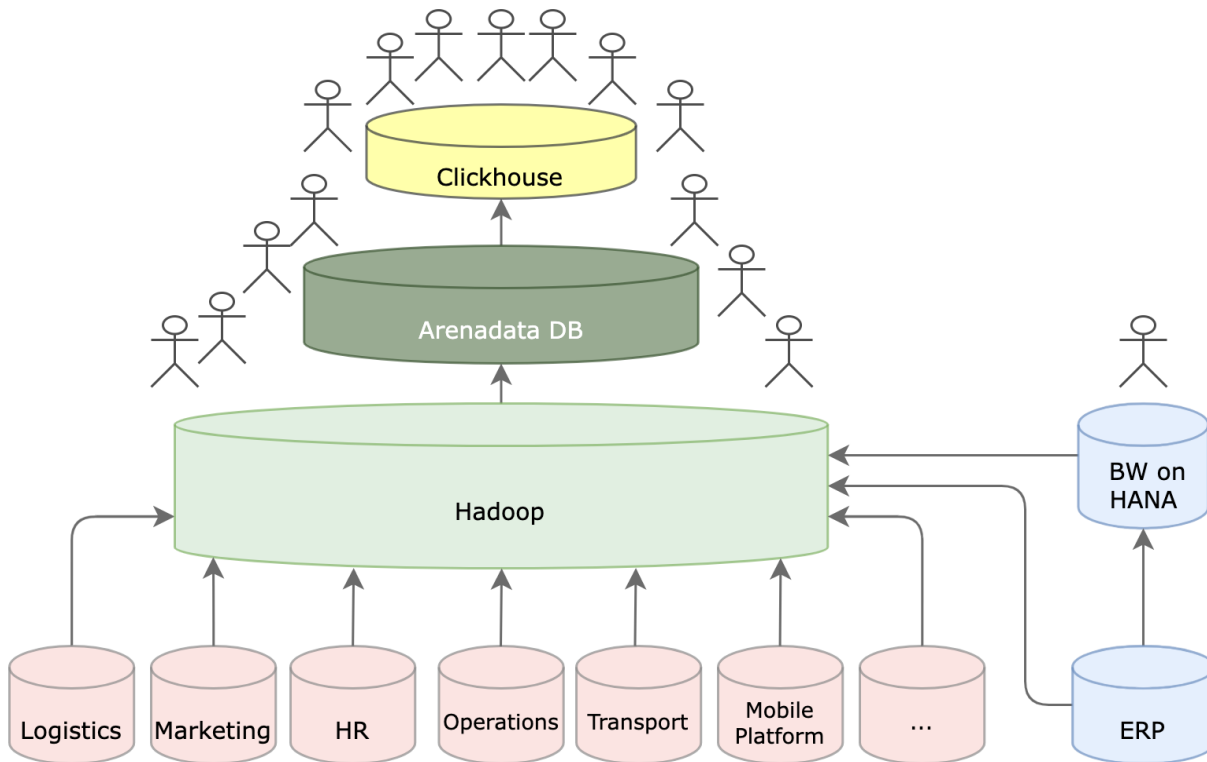 Clickhouse
Arenadata DB
Hadoop
BW on
HANA
Logistics
Marketing
HR
Operations
Transport
Mobile
Platform
...
ERP